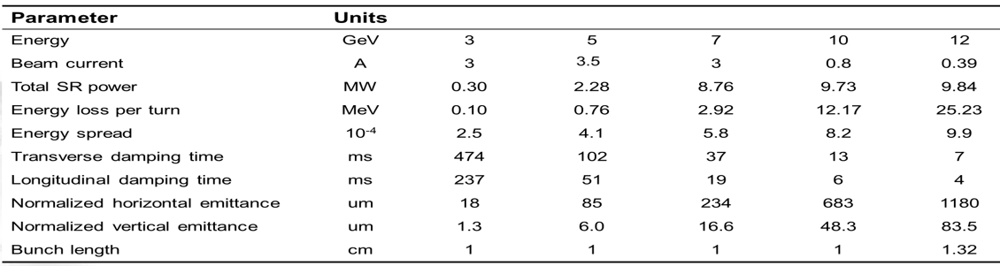 Parameter Units
Energy GeV 3 5 7 10 12
Beam current A 3 3.5 3 0.8 0.39
Total SR power MW 0.30 2.28 8.76 9.73 9.84
Energy loss per turn MeV 0.10 0.76 2.92 12.17 25.23
Energy spread 10⁻⁴ 2.5 4.1 5.8 8.2 9.9
Transverse damping time ms 474 102 37 13 7
Longitudinal damping time ms 237 51 19 6 4
Normalized horizontal emittance um 18 85 234 683 1180
Normalized vertical emittance um 1.3 6.0 16.6 48.3 83.5
Bunch length cm 1 1 1 1 1.32